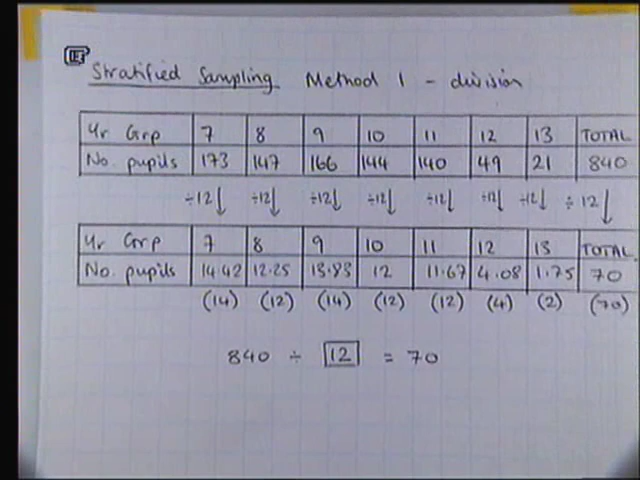 Stratified Sampling Method 1 - division
Yr Grp 7 8 9 10 11 12 13 TOTAL
No. pupils 173 147 166 144 140 49 21 840
÷12↓ ÷12↓ ÷12↓ ÷12↓ ÷12↓ ÷12↓ ÷12↓ ÷12↓
Yr Grp 7 8 9 10 11 12 13 TOTAL
No. pupils 14.42 12.25 13.83 12 11.67 4.08 1.75 70
(14) (12) (14) (12) (12) (4) (2) (70)
840 ÷ 12 = 70